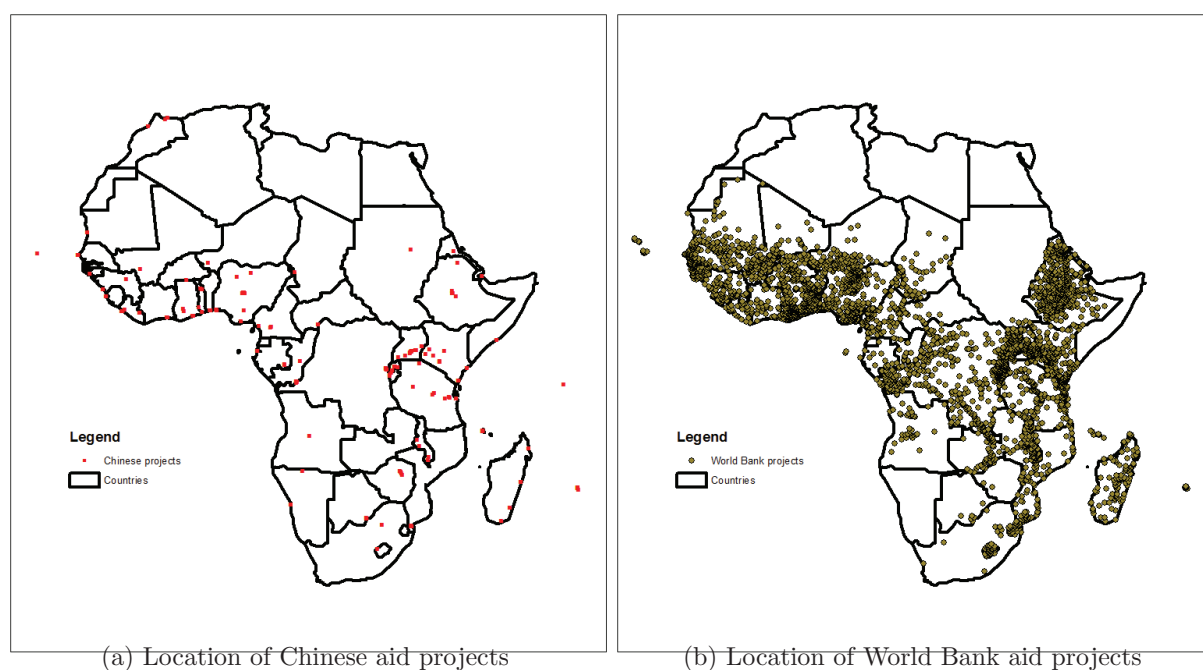 Legend
Chinese projects
Countries
(a) Location of Chinese aid projects
Legend
World Bank projects
Countries
(b) Location of World Bank aid projects